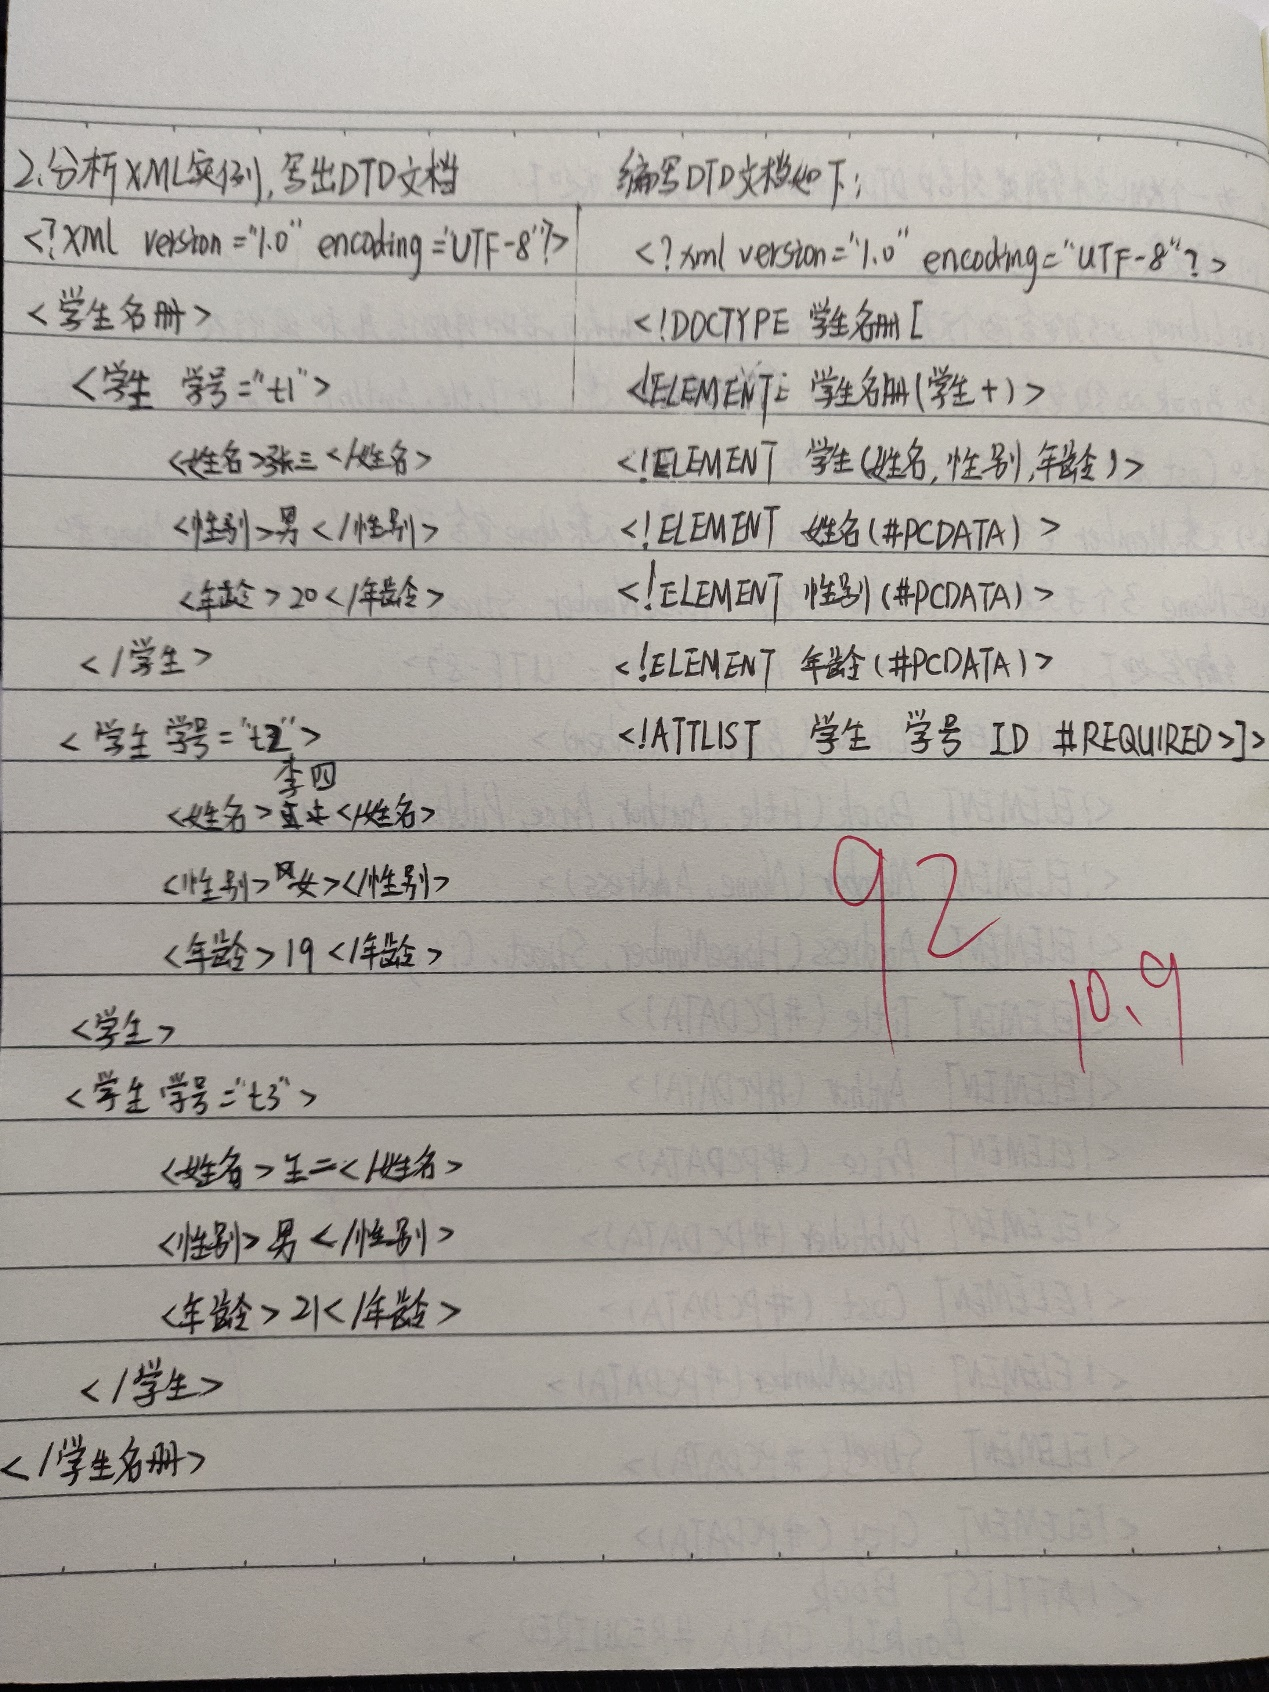 2、分析XML实例,写出DTD文档
<?xml version="1.0" encoding="UTF-8"?>
<学生名册>
<学生 学号="t1">
<姓名>张三</姓名>
<性别>男</性别>
<年龄>20</年龄>
</学生>
<学生 学号="t2">
<姓名>李四</姓名>
<性别>女></性别>
<年龄>19</年龄>
<学生>
<学生 学号="t3">
<姓名>王二</姓名>
<性别>男</性别>
<年龄>21</年龄>
</学生>
</学生名册>
编写DTD文档如下:
<?xml version="1.0" encoding="UTF-8"?>
<!DOCTYPE 学生名册[
<!ELEMENT 学生名册(学生+)>
<!ELEMENT 学生(姓名,性别,年龄)>
<!ELEMENT 姓名(#PCDATA)>
<!ELEMENT 性别(#PCDATA)>
<!ELEMENT 年龄(#PCDATA)>
<!ATTLIST 学生 学号 ID #REQUIRED>]>
92
10.9